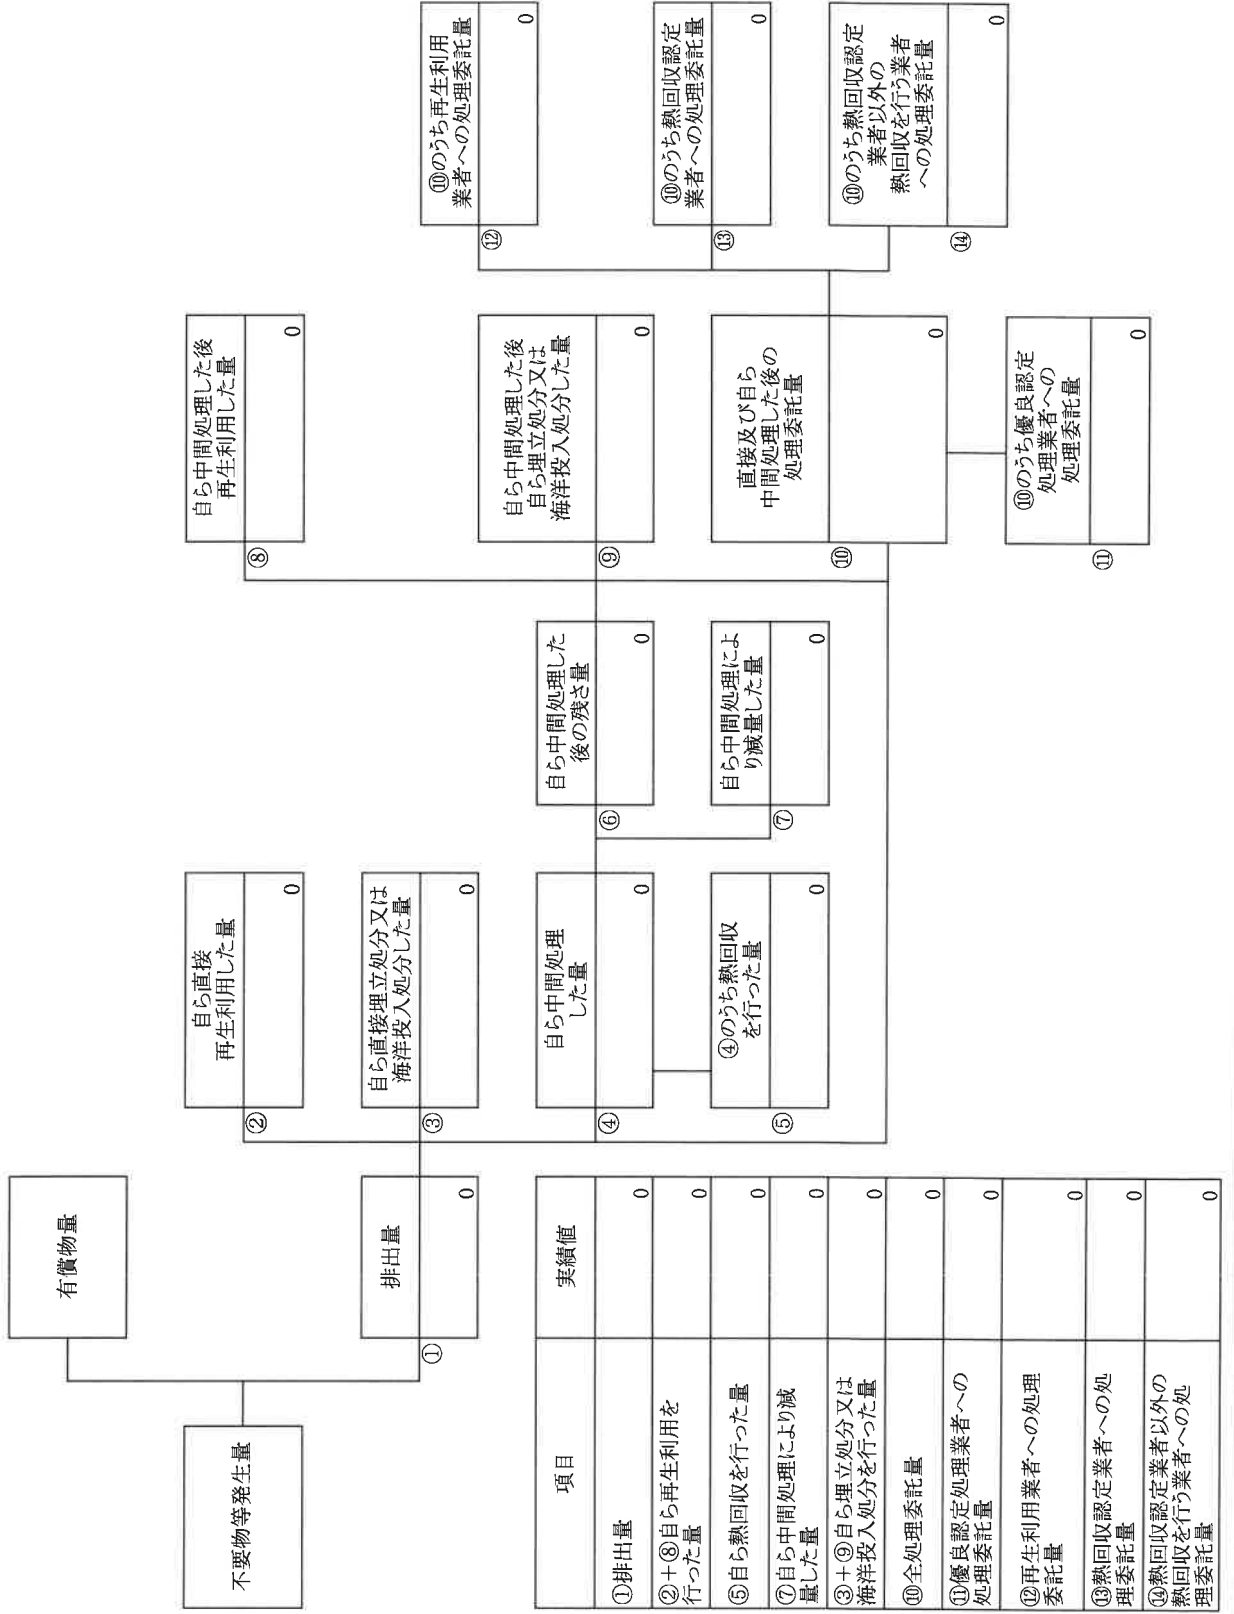 不要物等発生量
有償物量
①
排出量
0
②
自ら直接
再生利用した量
0
③
自ら直接埋立処分又は
海洋投入処分した量
0
④
自ら中間処理
した量
0
⑤
④のうち熱回収
を行った量
0
⑥
自ら中間処理した
後の残さ量
0
⑦
自ら中間処理によ
り減量した量
0
⑧
自ら中間処理した後
再生利用した量
0
⑨
自ら中間処理した後
自ら埋立処分又は
海洋投入処分した量
0
⑩
直接及び自ら
中間処理した後の
処理委託量
0
⑪
⑩のうち優良認定
処理業者への
処理委託量
0
⑫
⑩のうち再生利用
業者への処理委託量
0
⑬
⑩のうち熱回収認定
業者への処理委託量
0
⑭
⑩のうち熱回収認定
業者以外の
熱回収を行う業者
への処理委託量
0
項目 実績値
①排出量 0
②+⑧自ら再生利用を
行った量 0
⑤自ら熱回収を行った量 0
⑦自ら中間処理により減
量した量 0
③+⑨自ら埋立処分又は
海洋投入処分を行った量 0
⑩全処理委託量 0
⑪優良認定処理業者への
処理委託量 0
⑫再生利用業者への処理
委託量 0
⑬熱回収認定業者への処
理委託量 0
⑭熱回収認定業者以外の
熱回収を行う業者への処
理委託量 0